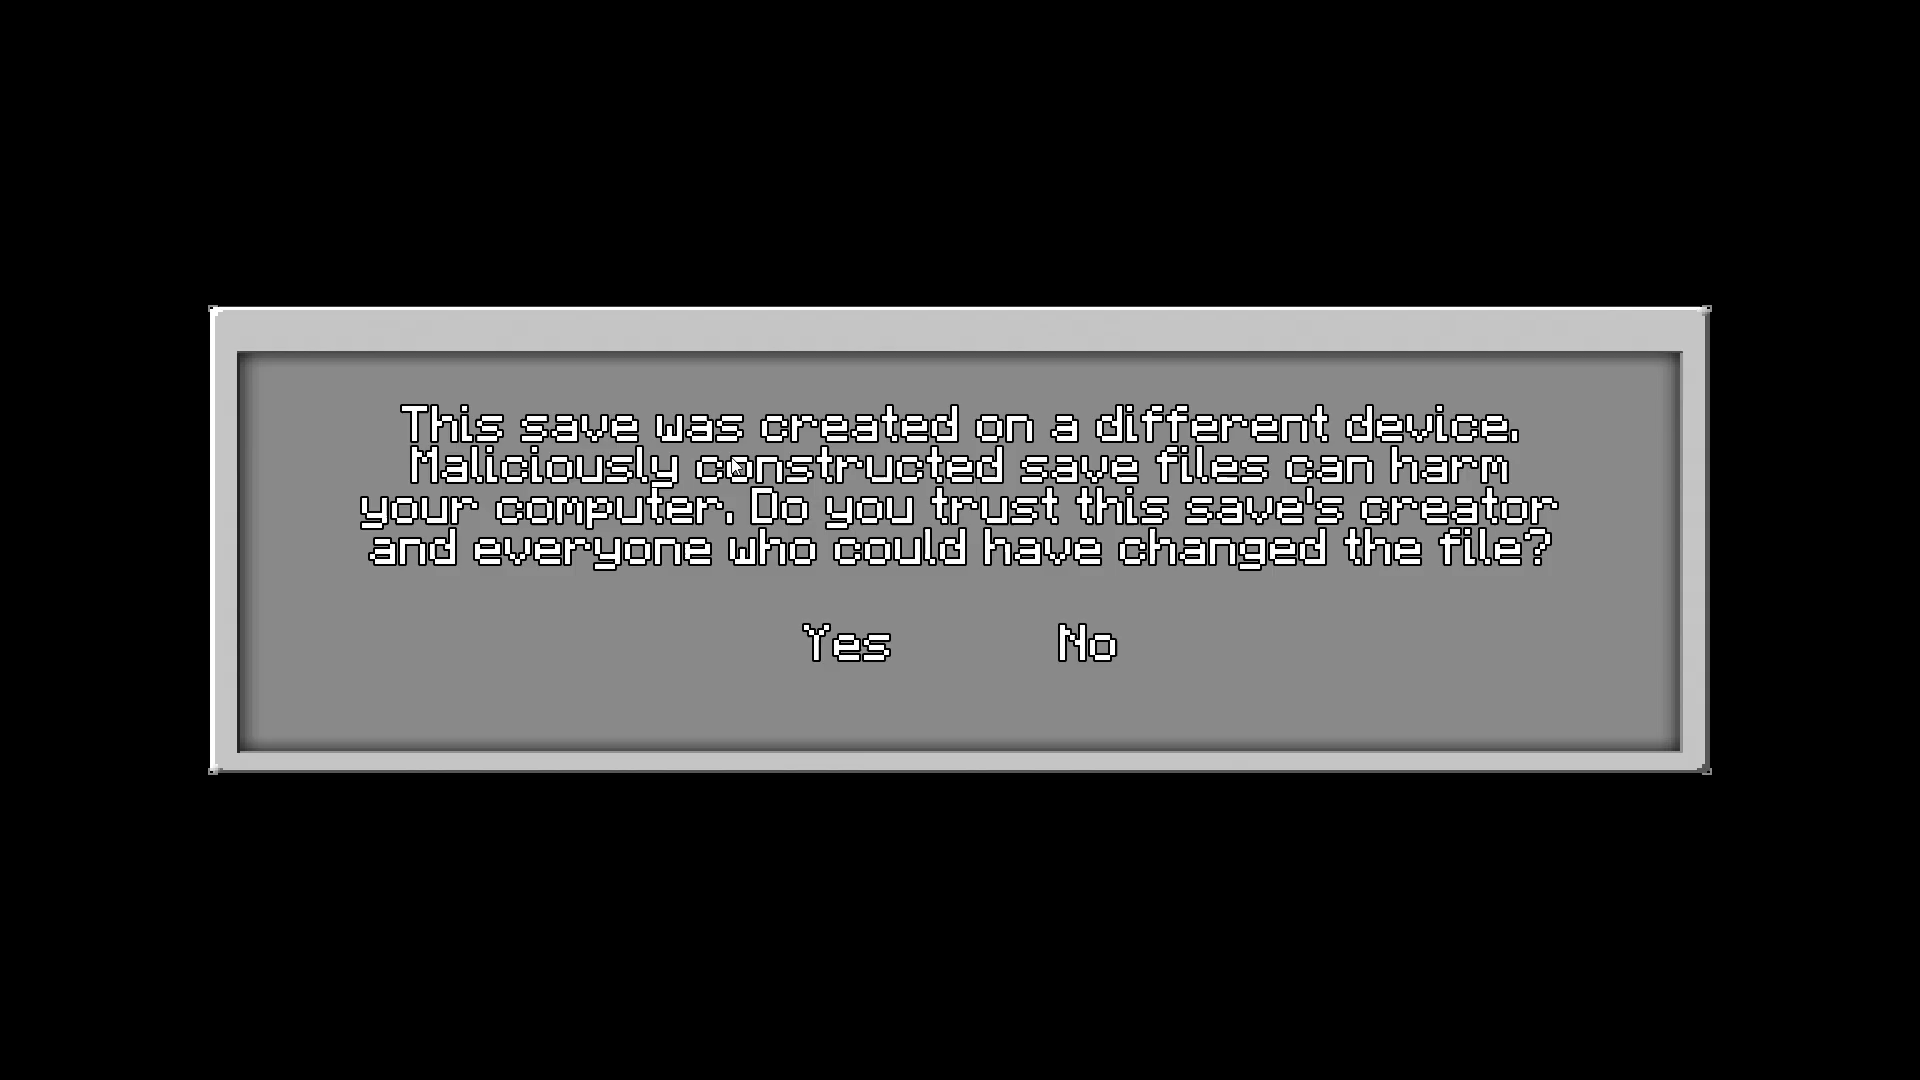 This save was created on a different device.
Maliciously constructed save files can harm
your computer. Do you trust this save's creator
and everyone who could have changed the file?
Yes No